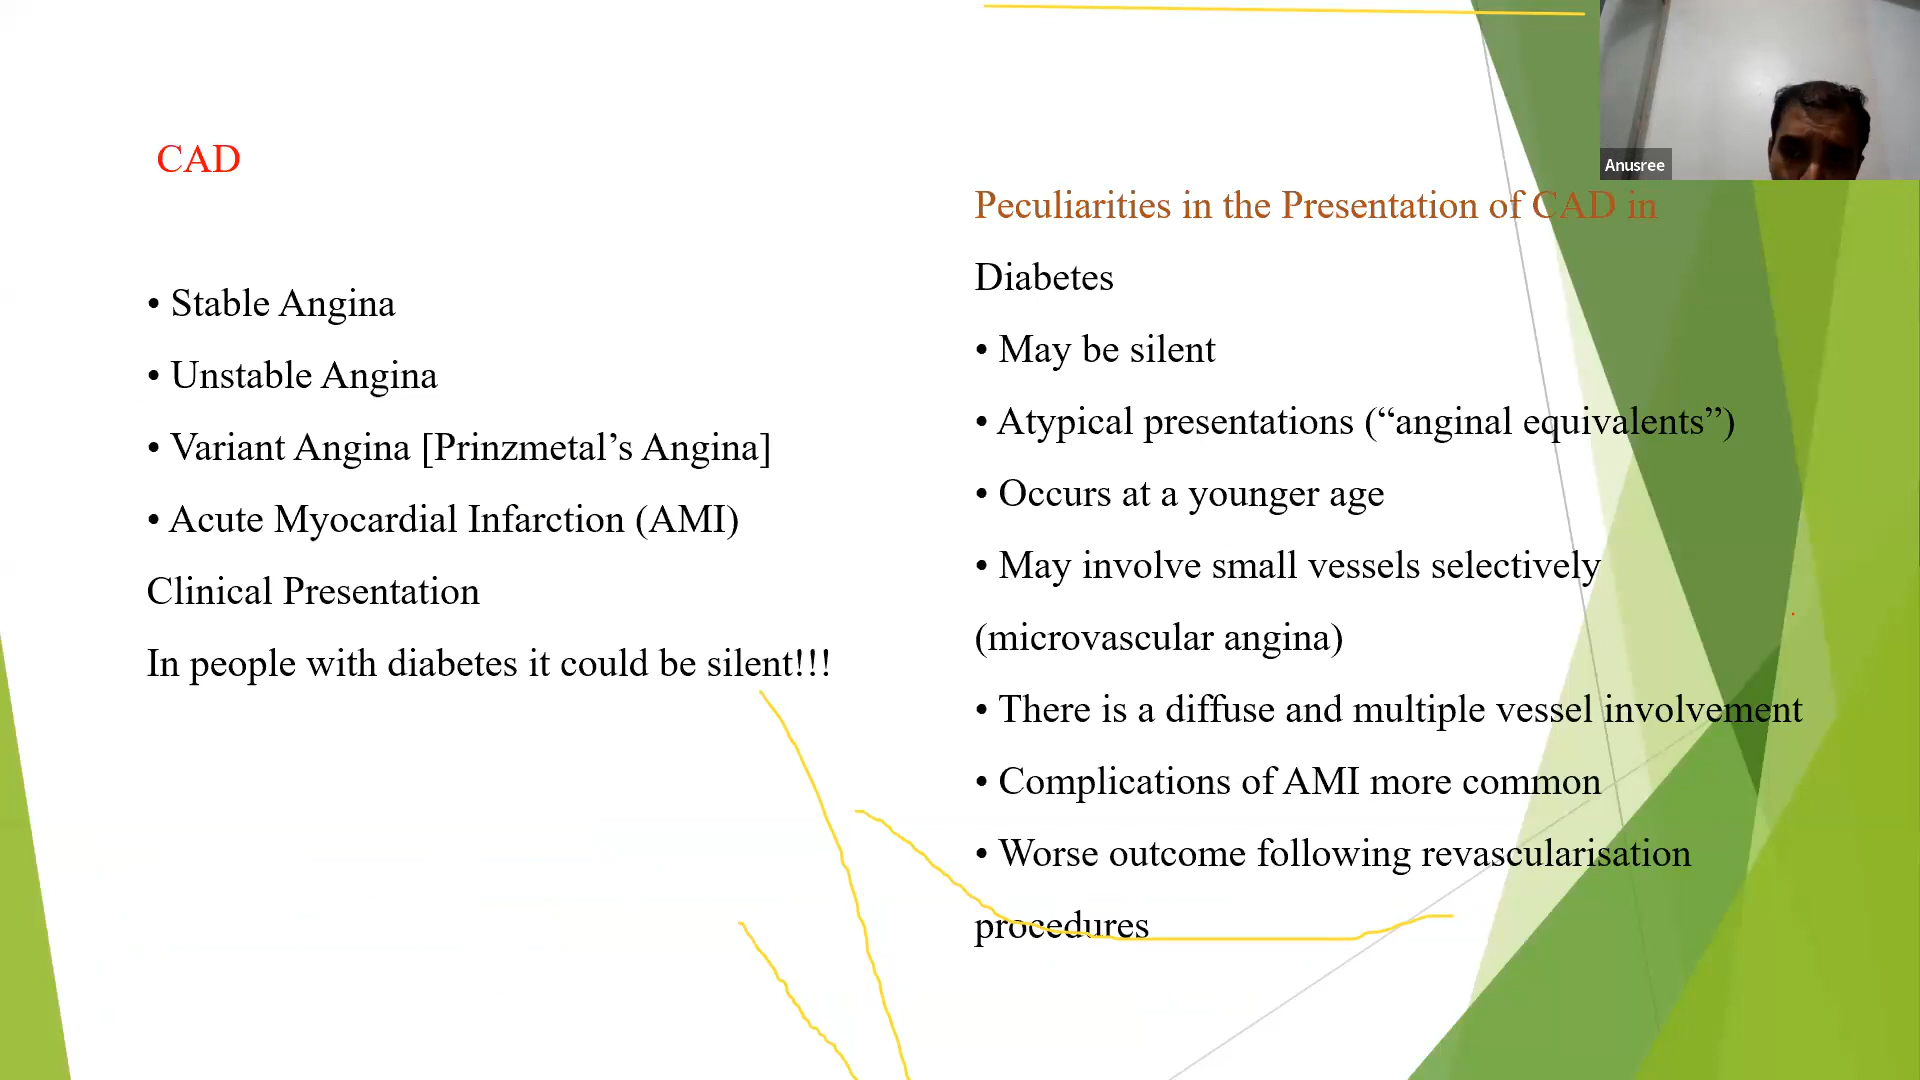 CAD
• Stable Angina
• Unstable Angina
• Variant Angina [Prinzmetal’s Angina]
• Acute Myocardial Infarction (AMI)
Clinical Presentation
In people with diabetes it could be silent!!!
Peculiarities in the Presentation of CAD in
Diabetes
• May be silent
• Atypical presentations (“anginal equivalents”)
• Occurs at a younger age
• May involve small vessels selectively
(microvascular angina)
• There is a diffuse and multiple vessel involvement
• Complications of AMI more common
• Worse outcome following revascularisation
procedures
Anusree